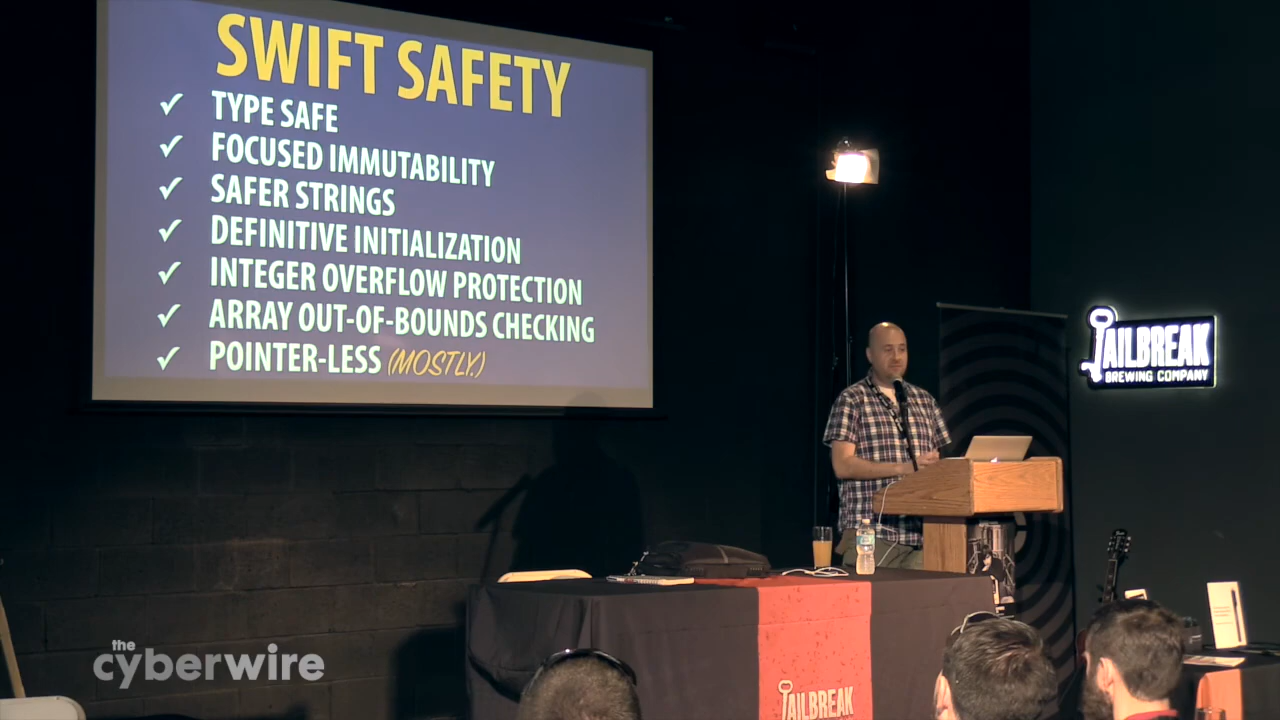 SWIFT SAFETY
✓ TYPE SAFE
✓ FOCUSED IMMUTABILITY
✓ SAFER STRINGS
✓ DEFINITIVE INITIALIZATION
✓ INTEGER OVERFLOW PROTECTION
✓ ARRAY OUT-OF-BOUNDS CHECKING
✓ POINTER-LESS (MOSTLY.)
JAILBREAK
BREWING COMPANY
the
cyberwire
JAILBREAK